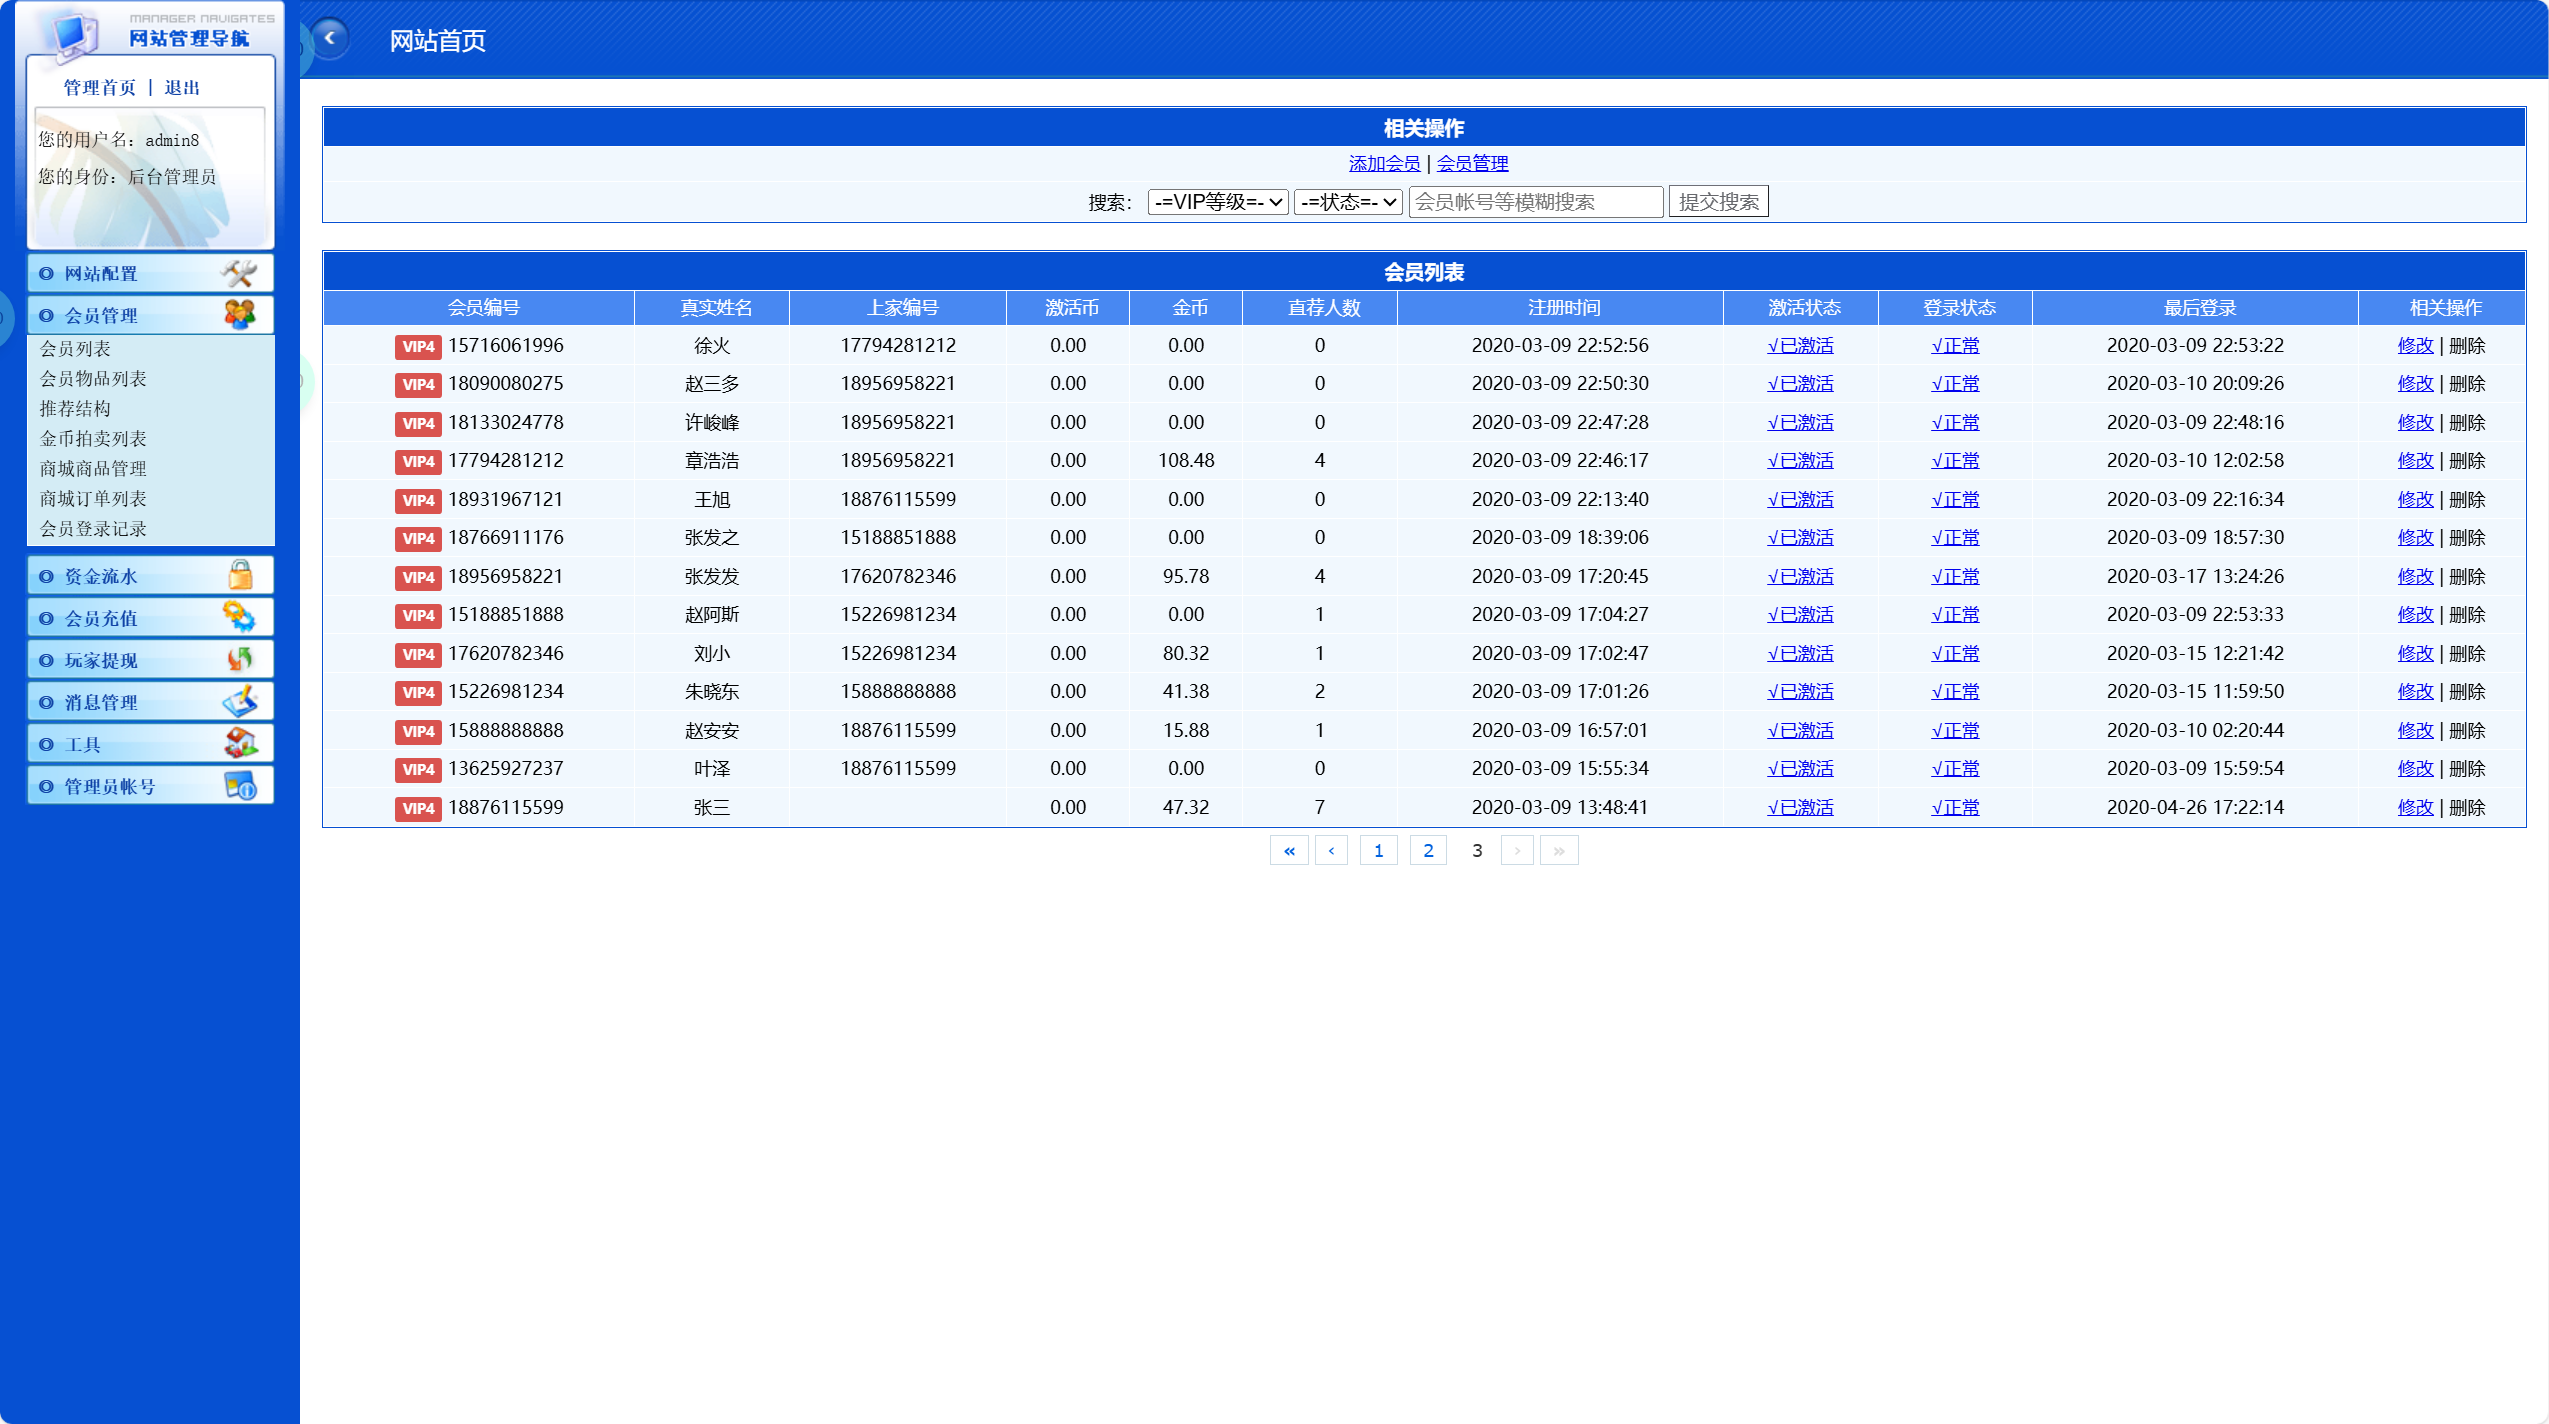 MANAGER NAVIGATES
网站管理导航
管理首页 | 退出
您的用户名：admin8
您的身份：后台管理员
网站配置
会员管理
会员列表
会员物品列表
推荐结构
金币拍卖列表
商城商品管理
商城订单列表
会员登录记录
资金流水
会员充值
玩家提现
消息管理
工具
管理员帐号
网站首页
相关操作
添加会员 | 会员管理
搜索： -=VIP等级=- -=状态=- 会员帐号等模糊搜索 提交搜索
会员列表
会员编号 真实姓名 上家编号 激活币 金币 直荐人数 注册时间 激活状态 登录状态 最后登录 相关操作
VIP4 15716061996 徐火 17794281212 0.00 0.00 0 2020-03-09 22:52:56 √已激活 √正常 2020-03-09 22:53:22 修改 | 删除
VIP4 18090080275 赵三多 18956958221 0.00 0.00 0 2020-03-09 22:50:30 √已激活 √正常 2020-03-10 20:09:26 修改 | 删除
VIP4 18133024778 许峻峰 18956958221 0.00 0.00 0 2020-03-09 22:47:28 √已激活 √正常 2020-03-09 22:48:16 修改 | 删除
VIP4 17794281212 章浩浩 18956958221 0.00 108.48 4 2020-03-09 22:46:17 √已激活 √正常 2020-03-10 12:02:58 修改 | 删除
VIP4 18931967121 王旭 18876115599 0.00 0.00 0 2020-03-09 22:13:40 √已激活 √正常 2020-03-09 22:16:34 修改 | 删除
VIP4 18766911176 张发之 15188851888 0.00 0.00 0 2020-03-09 18:39:06 √已激活 √正常 2020-03-09 18:57:30 修改 | 删除
VIP4 18956958221 张发发 17620782346 0.00 95.78 4 2020-03-09 17:20:45 √已激活 √正常 2020-03-17 13:24:26 修改 | 删除
VIP4 15188851888 赵阿斯 15226981234 0.00 0.00 1 2020-03-09 17:04:27 √已激活 √正常 2020-03-09 22:53:33 修改 | 删除
VIP4 17620782346 刘小 15226981234 0.00 80.32 1 2020-03-09 17:02:47 √已激活 √正常 2020-03-15 12:21:42 修改 | 删除
VIP4 15226981234 朱晓东 15888888888 0.00 41.38 2 2020-03-09 17:01:26 √已激活 √正常 2020-03-15 11:59:50 修改 | 删除
VIP4 15888888888 赵安安 18876115599 0.00 15.88 1 2020-03-09 16:57:01 √已激活 √正常 2020-03-10 02:20:44 修改 | 删除
VIP4 13625927237 叶泽 18876115599 0.00 0.00 0 2020-03-09 15:55:34 √已激活 √正常 2020-03-09 15:59:54 修改 | 删除
VIP4 18876115599 张三 0.00 47.32 7 2020-03-09 13:48:41 √已激活 √正常 2020-04-26 17:22:14 修改 | 删除
« ‹ 1 2 3 › »